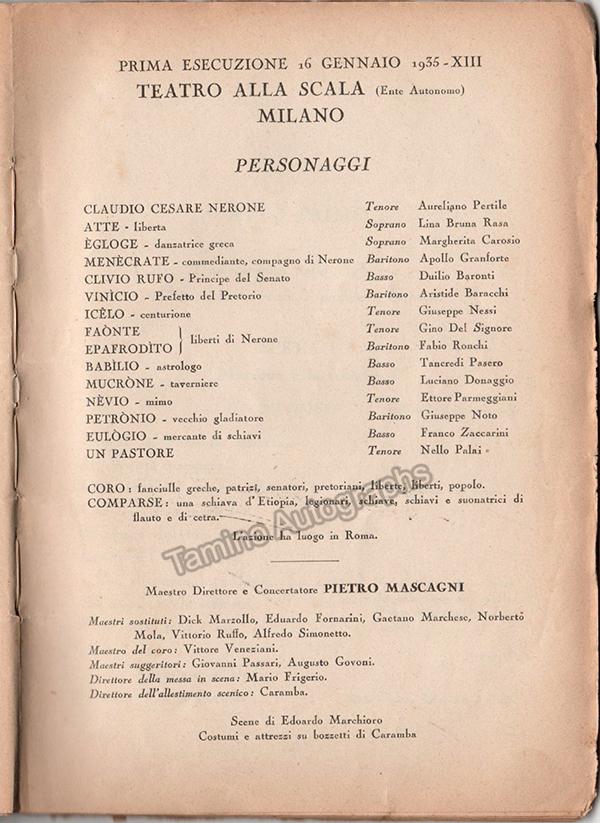 PRIMA ESECUZIONE 16 GENNAIO 1935-XIII
TEATRO ALLA SCALA (Ente Autonomo)
MILANO
PERSONAGGI
CLAUDIO CESARE NERONE Tenore Aureliano Pertile
ATTE - liberta Soprano Lina Bruna Rasa
ÈGLOGE - danzatrice greca Soprano Margherita Carosio
MENÈCRATE - commediante, compagno di Nerone Baritono Apollo Granforte
CLIVIO RUFO - Principe del Senato Basso Duilio Baronti
VINÌCIO - Prefetto del Pretorio Baritono Aristide Baracchi
ICÈLO - centurione Tenore Giuseppe Nessi
FAÒNTE Tenore Gino Del Signore
liberti di Nerone
EPAFRODÌTO Baritono Fabio Ronchi
BABÌLIO - astrologo Basso Tancredi Pasero
MUCRÒNE - taverniere Basso Luciano Donaggio
NÈVIO - mimo Tenore Ettore Parmeggiani
PETRÒNIO - vecchio gladiatore Baritono Giuseppe Noto
EULÒGIO - mercante di schiavi Basso Franco Zaccarini
UN PASTORE Tenore Nello Palai
CORO: fanciulle greche, patrizi, senatori, pretoriani, liberte, liberti, popolo.
COMPARSE: una schiava d'Etiopia, legionari, schiave, schiavi e suonatrici di
flauto e di cetra.
L'azione ha luogo in Roma.
Tamino Autographs
Maestro Direttore e Concertatore PIETRO MASCAGNI
Maestri sostituti: Dick Marzollo, Eduardo Fornarini, Gaetano Marchese, Norberto
Mola, Vittorio Ruffo, Alfredo Simonetto.
Maestro del coro: Vittore Veneziani.
Maestri suggeritori: Giovanni Passari, Augusto Govoni.
Direttore della messa in scena: Mario Frigerio.
Direttore dell'allestimento scenico: Caramba.
Scene di Edoardo Marchioro
Costumi e attrezzi su bozzetti di Caramba